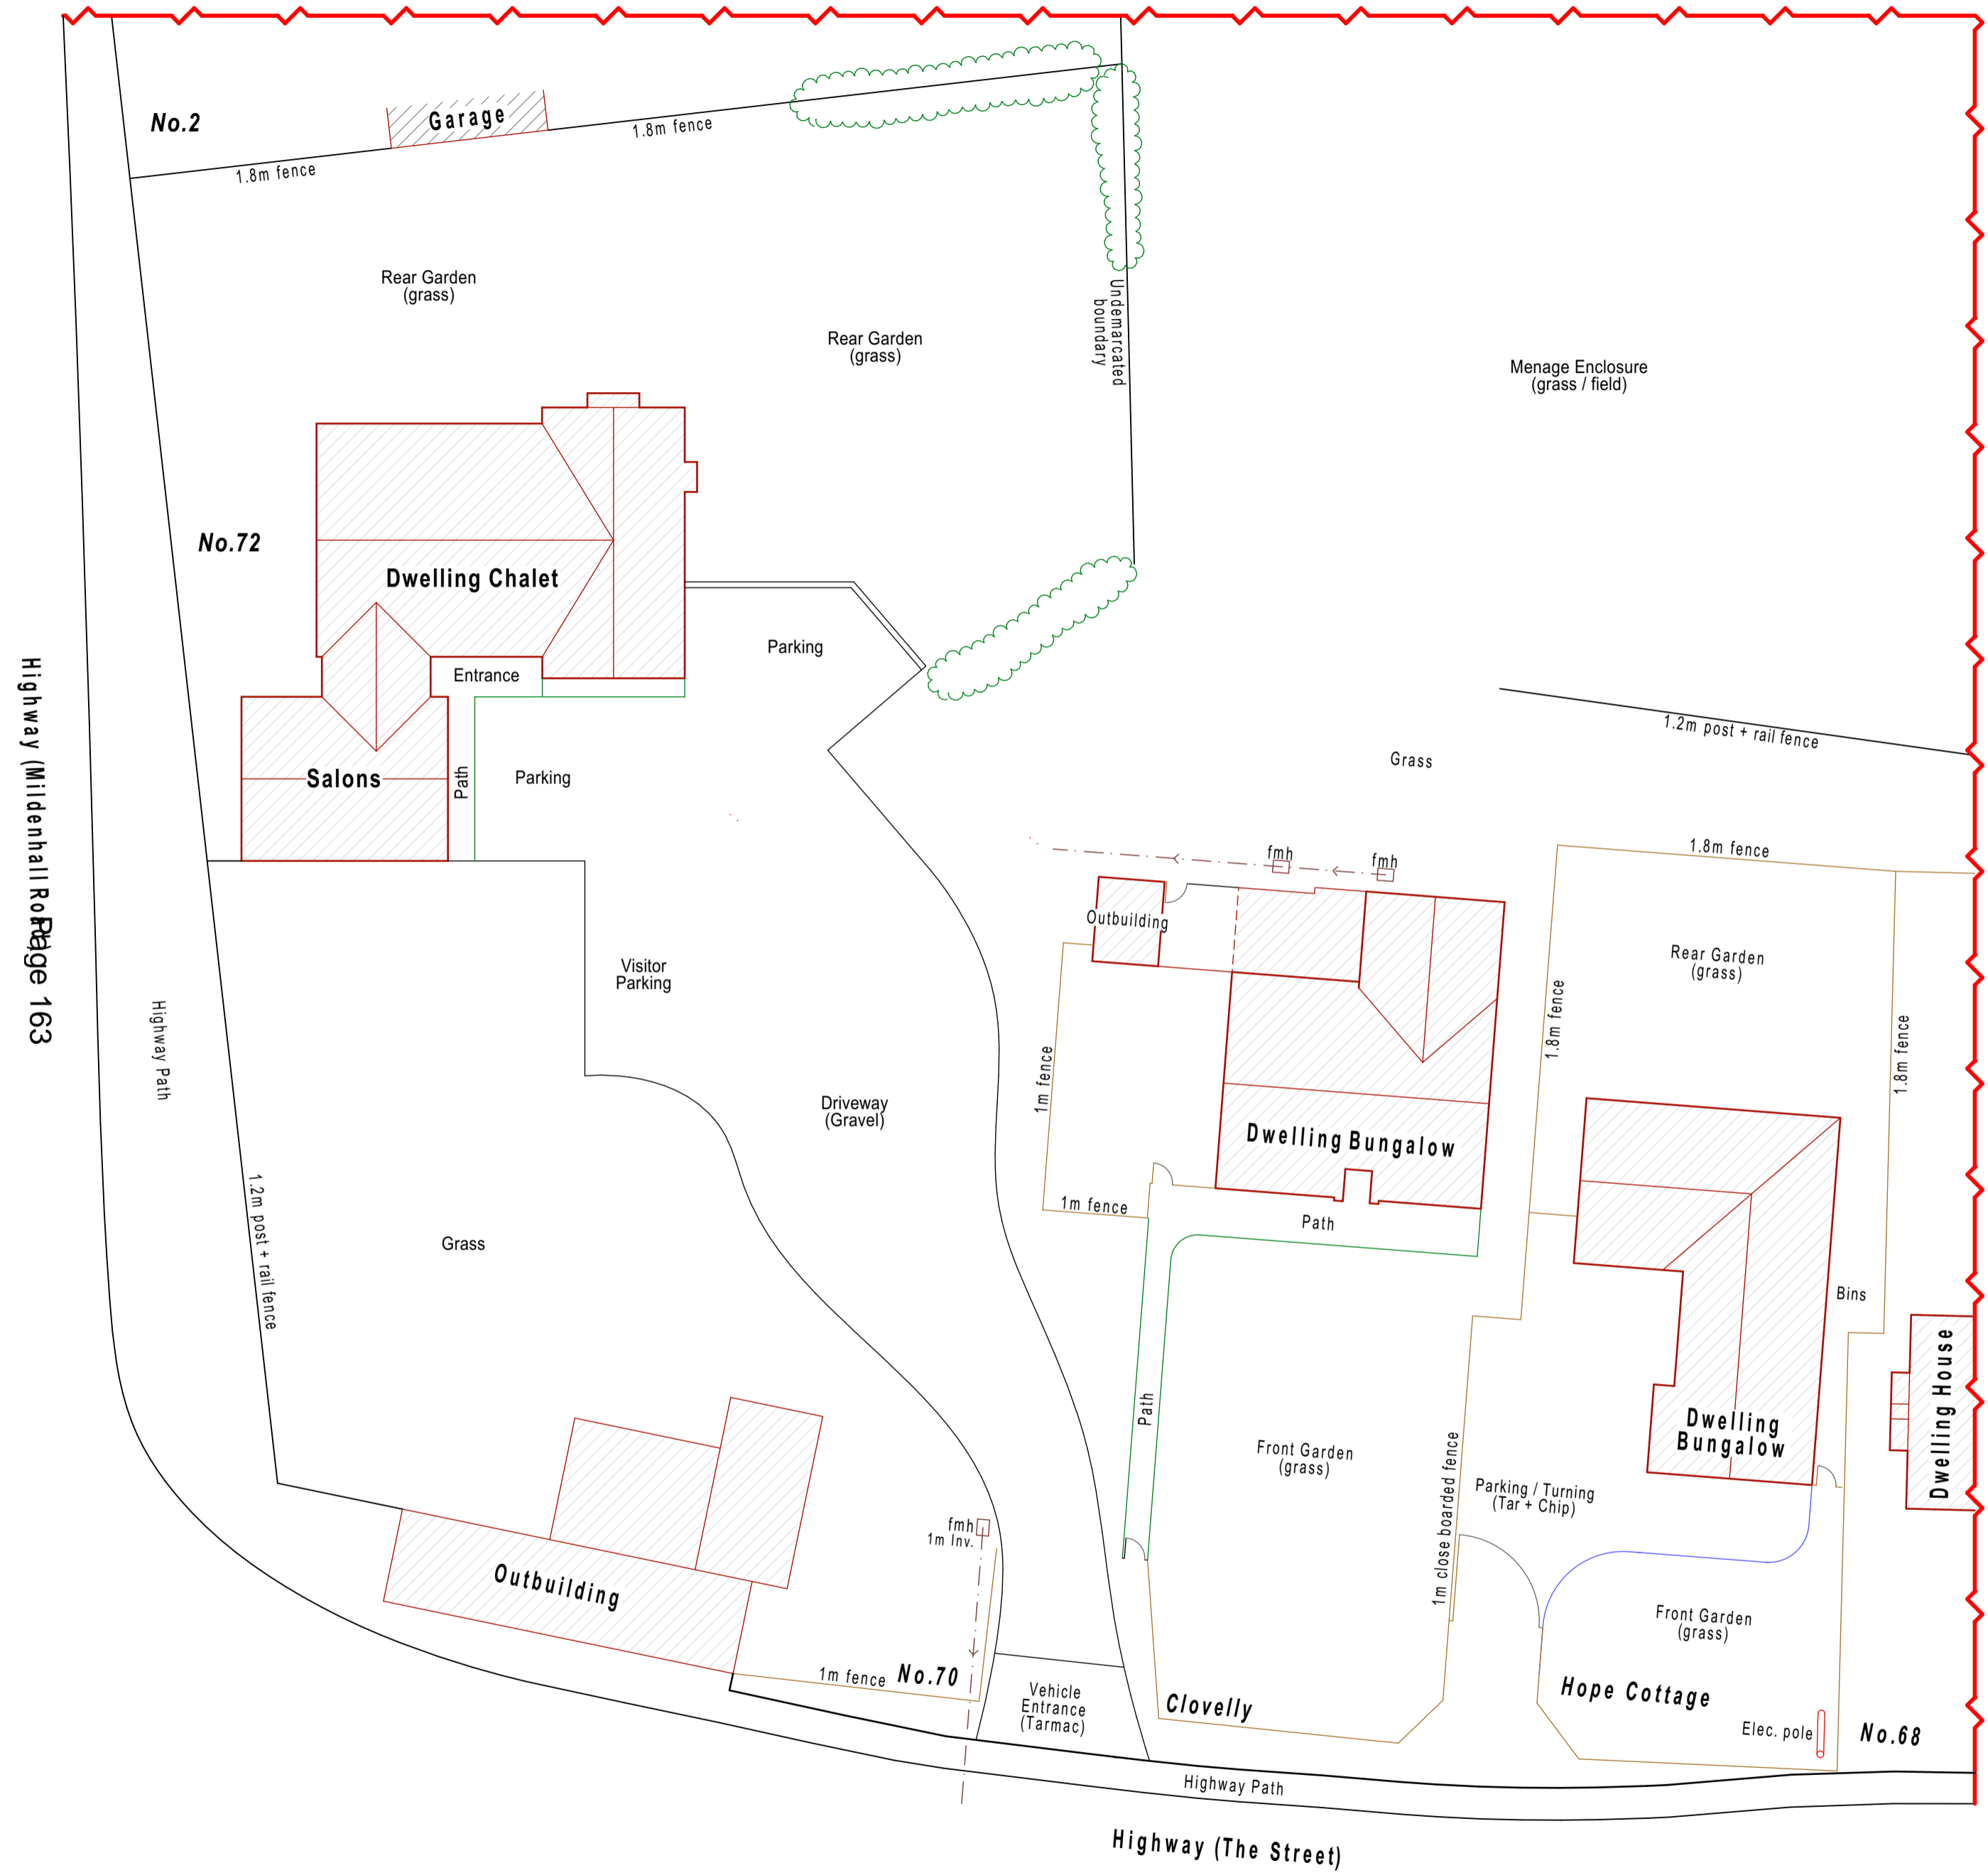 No.2
Garage
1.8m fence
1.8m fence
Rear Garden
(grass)
Rear Garden
(grass)
Undemarcated
boundary
Menage Enclosure
(grass / field)
No.72
Dwelling Chalet
Entrance
Parking
Salons
Path
Parking
1.2m post + rail fence
Grass
Highway (Mildenhall Road)
Page 163
Highway Path
Visitor
Parking
Driveway
(Gravel)
1.2m post + rail fence
Grass
fmh
fmh
Outbuilding
1m fence
1m fence
Dwelling Bungalow
Path
Path
1.8m fence
1.8m fence
Rear Garden
(grass)
1.8m fence
Bins
Dwelling
Bungalow
Dwelling House
Front Garden
(grass)
1m close boarded fence
Parking / Turning
(Tar + Chip)
Front Garden
(grass)
Outbuilding
fmh
1m Inv.
1m fence
No.70
Vehicle
Entrance
(Tarmac)
Clovelly
Hope Cottage
Elec. pole
No.68
Highway Path
Highway (The Street)